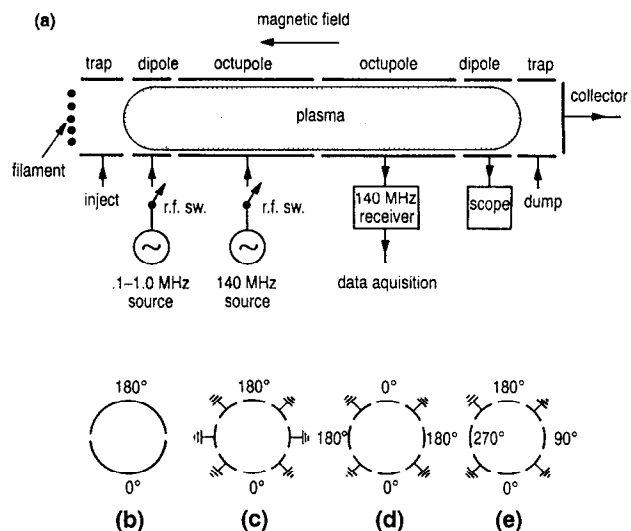 (a)
magnetic field
trap dipole octupole octupole dipole trap
collector
plasma
filament
inject
r.f. sw.
r.f. sw.
140 MHz
receiver
scope
dump
~
~
.1–1.0 MHz
source
140 MHz
source
data aquisition
180°
180°
0°
180°
180° 180° 270° 90°
0°
0°
0°
0°
(b) (c) (d) (e)